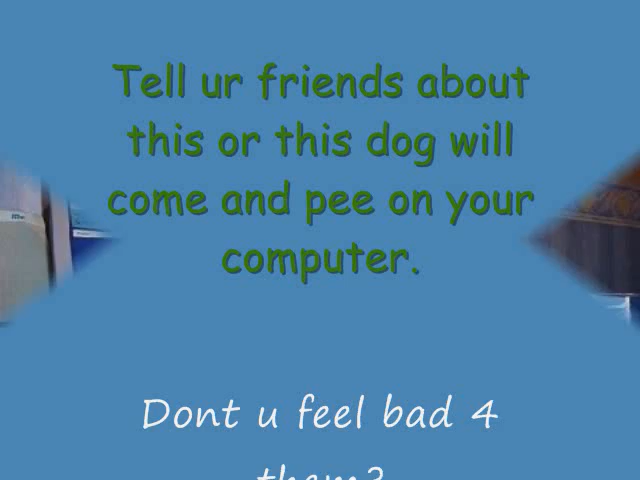 Tell ur friends about
this or this dog will
come and pee on your
computer.
Dont u feel bad 4
them?